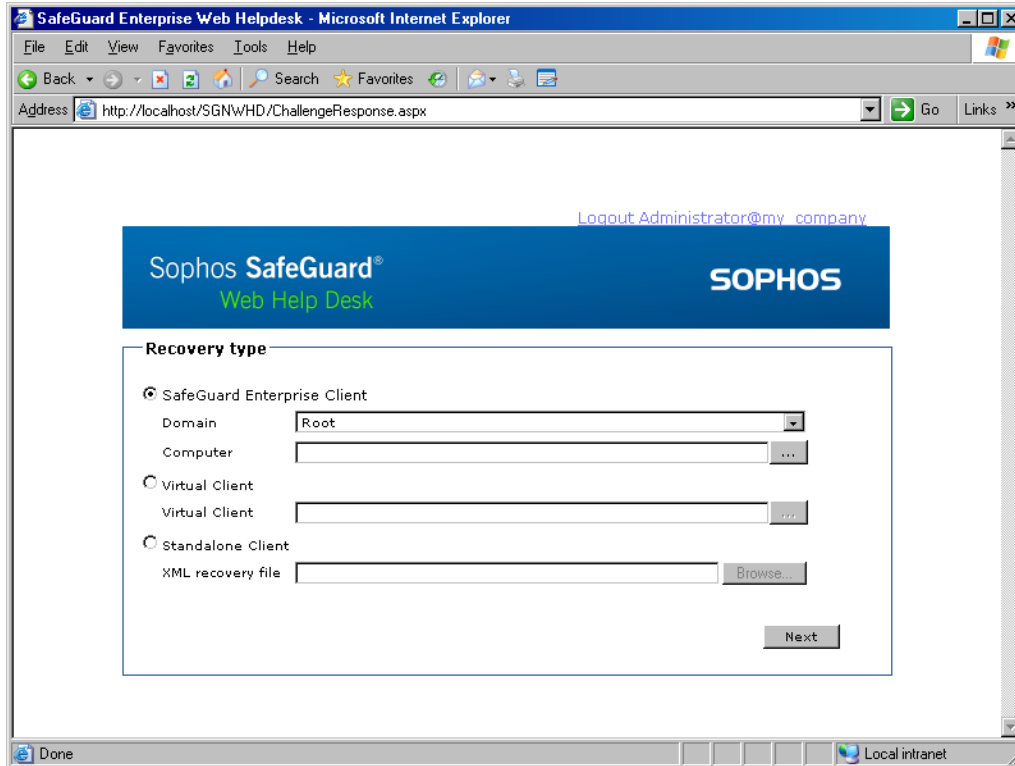 SafeGuard Enterprise Web Helpdesk - Microsoft Internet Explorer
File Edit View Favorites Tools Help
Back Search Favorites
Address http://localhost/SGNWHD/ChallengeResponse.aspx Go Links »
Logout Administrator@my_company
Sophos SafeGuard®
Web Help Desk
SOPHOS
Recovery type
SafeGuard Enterprise Client
Domain Root
Computer ...
Virtual Client
Virtual Client ...
Standalone Client
XML recovery file Browse...
Next
Done Local intranet